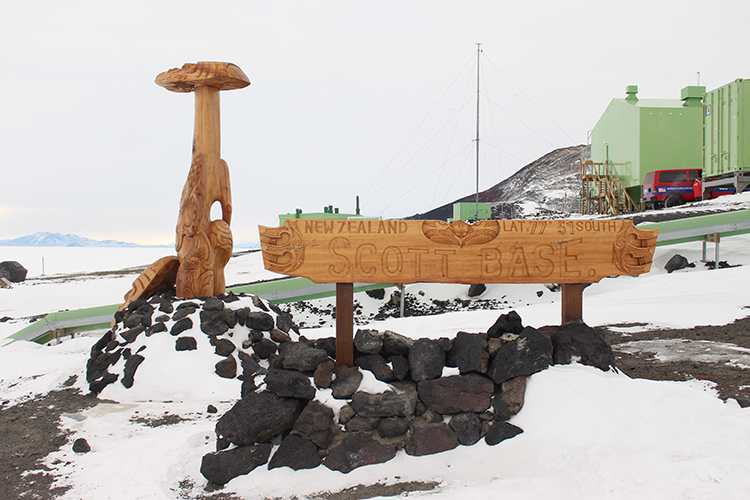 NEW ZEALAND LAT. 77° 51' SOUTH
SCOTT BASE.